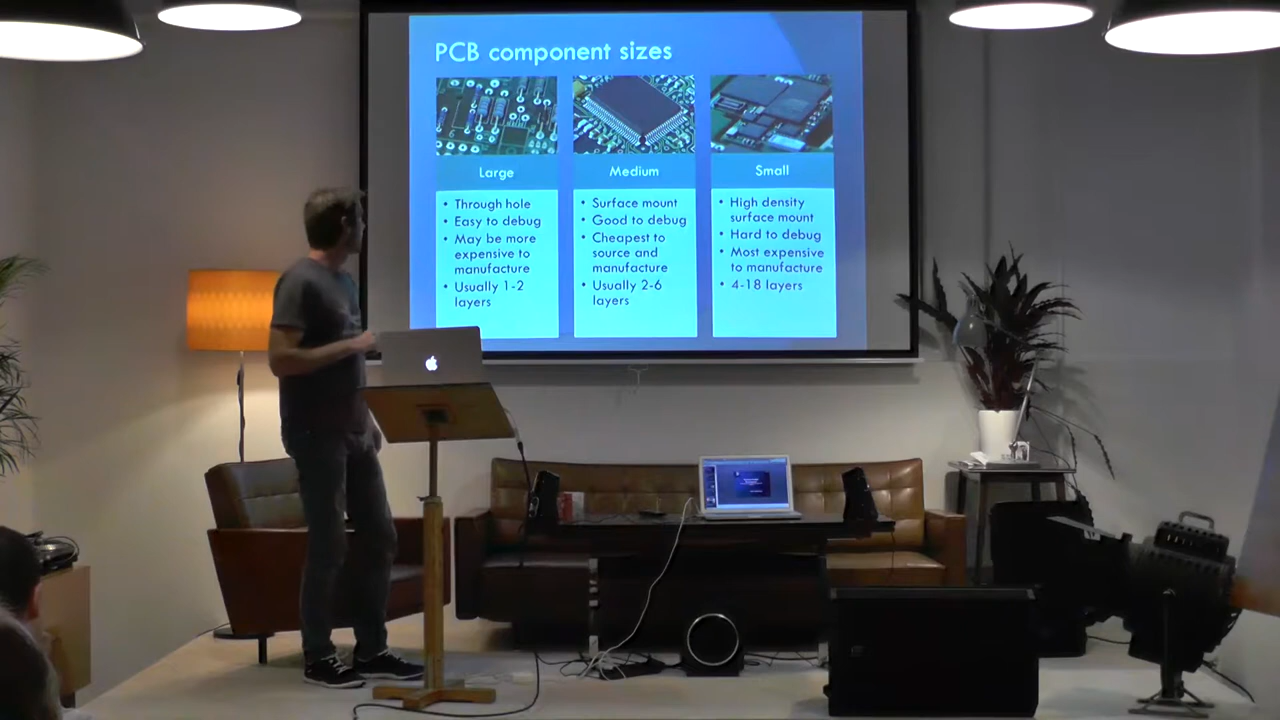 PCB component sizes
Large
• Through hole
• Easy to debug
• May be more
expensive to
manufacture
• Usually 1-2
layers
Medium
• Surface mount
• Good to debug
• Cheapest to
source and
manufacture
• Usually 2-6
layers
Small
• High density
surface mount
• Hard to debug
• Most expensive
to manufacture
• 4-18 layers